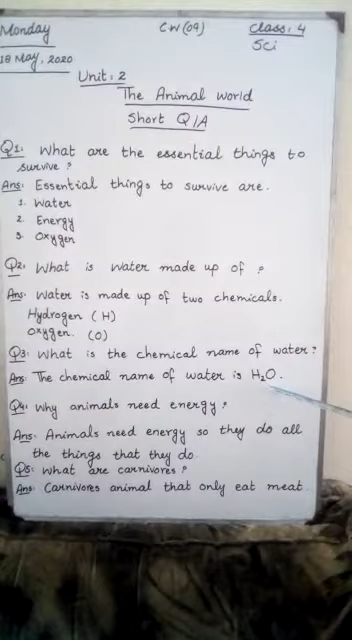 Monday CW(09) Class: 4
18 May, 2020 Sci
Unit: 2
The Animal world
Short Q/A
Q1: What are the essential things to
survive?
Ans: Essential things to survive are.
1. Water
2. Energy
3. Oxygen
Q2: What is water made up of ?
Ans: Water is made up of two chemicals.
Hydrogen (H)
Oxygen. (O)
Q3: What is the chemical name of water?
Ans: The chemical name of water is H₂O.
Q4: Why animals need energy?
Ans: Animals need energy so they do all
the things that they do.
Q5: What are carnivores?
Ans: Carnivores animal that only eat meat.